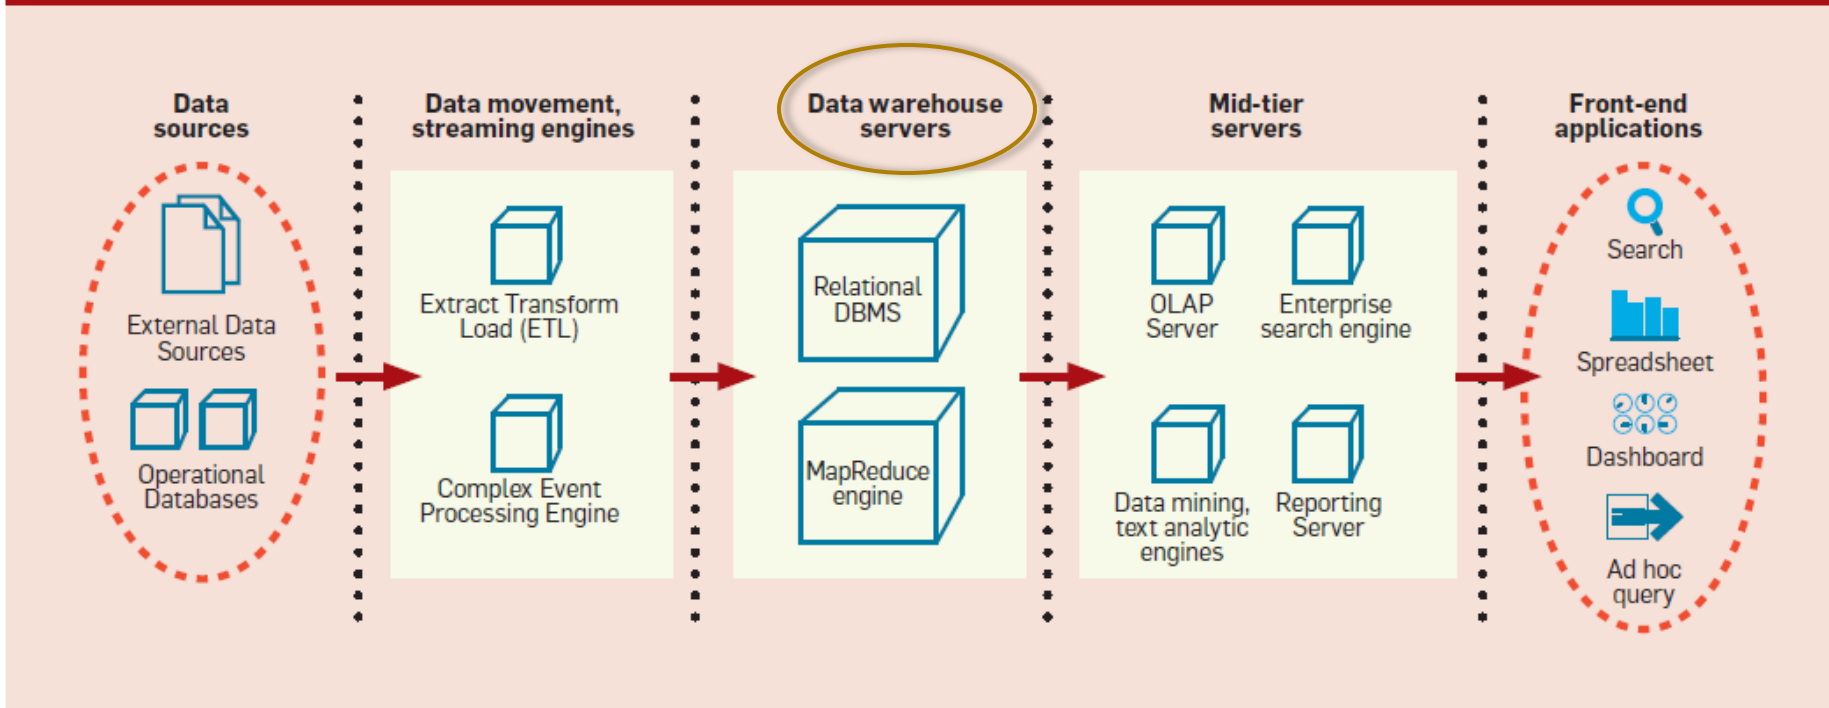 Data
sources
External Data
Sources
Operational
Databases
Data movement,
streaming engines
Extract Transform
Load (ETL)
Complex Event
Processing Engine
Data warehouse
servers
Relational
DBMS
MapReduce
engine
Mid-tier
servers
OLAP
Server
Enterprise
search engine
Data mining,
text analytic
engines
Reporting
Server
Front-end
applications
Search
Spreadsheet
Dashboard
Ad hoc
query